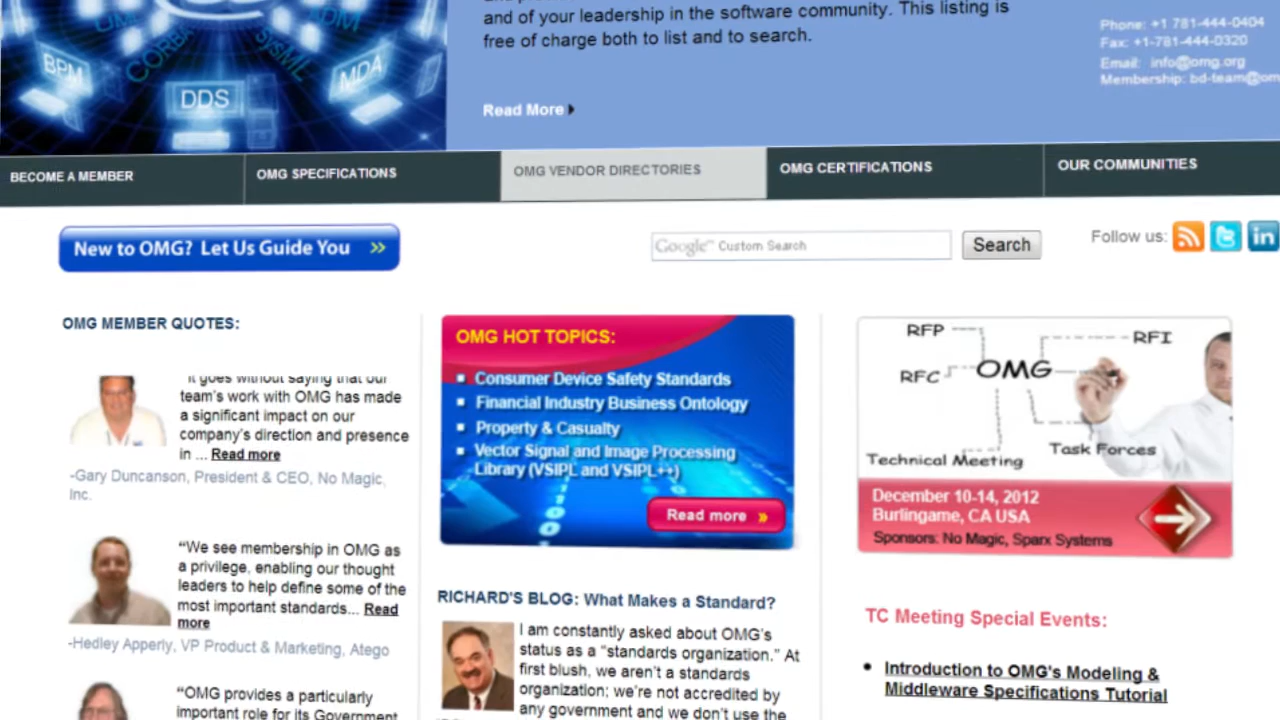 and of your leadership in the software community. This listing is
free of charge both to list and to search.
Read More
Phone: +1 781-444-0404
Fax: +1-781-444-0320
Email: info@omg.org
Membership: bd-team@om
CORBA
SysML
BPM
DDS
MDA
BECOME A MEMBER
OMG SPECIFICATIONS
OMG VENDOR DIRECTORIES
OMG CERTIFICATIONS
OUR COMMUNITIES
New to OMG? Let Us Guide You »
Google™ Custom Search
Search
Follow us:
in
OMG MEMBER QUOTES:
it goes without saying that our
team's work with OMG has made
a significant impact on our
company's direction and presence
in ... Read more
-Gary Duncanson, President & CEO, No Magic,
Inc.
“We see membership in OMG as
a privilege, enabling our thought
leaders to help define some of the
most important standards... Read
more
-Hedley Apperly, VP Product & Marketing, Atego
“OMG provides a particularly
important role for its Government
OMG HOT TOPICS:
Consumer Device Safety Standards
Financial Industry Business Ontology
Property & Casualty
Vector Signal and Image Processing
Library (VSIPL and VSIPL++)
Read more »
RICHARD'S BLOG: What Makes a Standard?
I am constantly asked about OMG's
status as a “standards organization.” At
first blush, we aren't a standards
organization; we're not accredited by
any government and we don't use the
RFP
RFI
RFC
OMG
Task Forces
Technical Meeting
December 10-14, 2012
Burlingame, CA USA
Sponsors: No Magic, Sparx Systems
TC Meeting Special Events:
Introduction to OMG's Modeling &
Middleware Specifications Tutorial